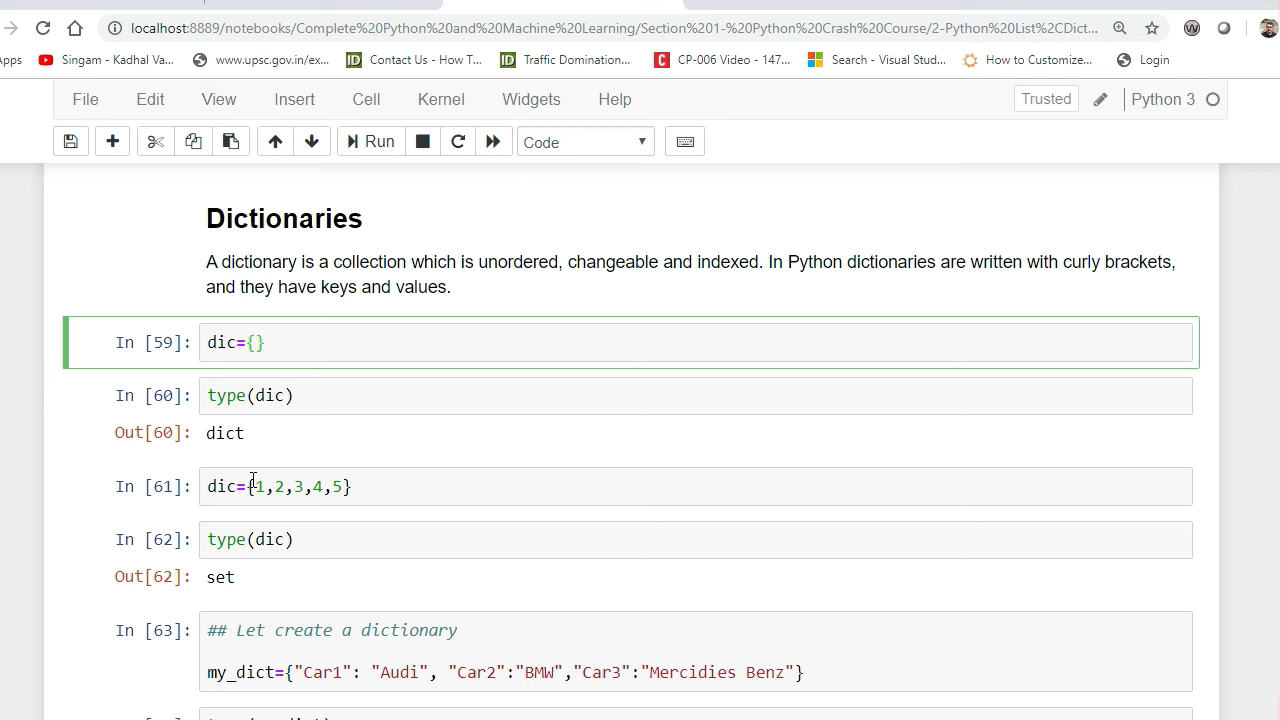 localhost:8889/notebooks/Complete%20Python%20and%20Machine%20Learning/Section%201-%20Python%20Crash%20Course/2-Python%20List%2CDict...
Apps Singam - Kadhal Va... www.upsc.gov.in/ex... ID Contact Us - How T... ID Traffic Domination... C CP-006 Video - 147... Search - Visual Stud... How to Customize... Login
File Edit View Insert Cell Kernel Widgets Help Trusted Python 3
Run Code
Dictionaries
A dictionary is a collection which is unordered, changeable and indexed. In Python dictionaries are written with curly brackets,
and they have keys and values.
In [59]: dic={}
In [60]: type(dic)
Out[60]: dict
In [61]: dic={1,2,3,4,5}
In [62]: type(dic)
Out[62]: set
In [63]: ## Let create a dictionary
my_dict={"Car1": "Audi", "Car2":"BMW","Car3":"Mercidies Benz"}